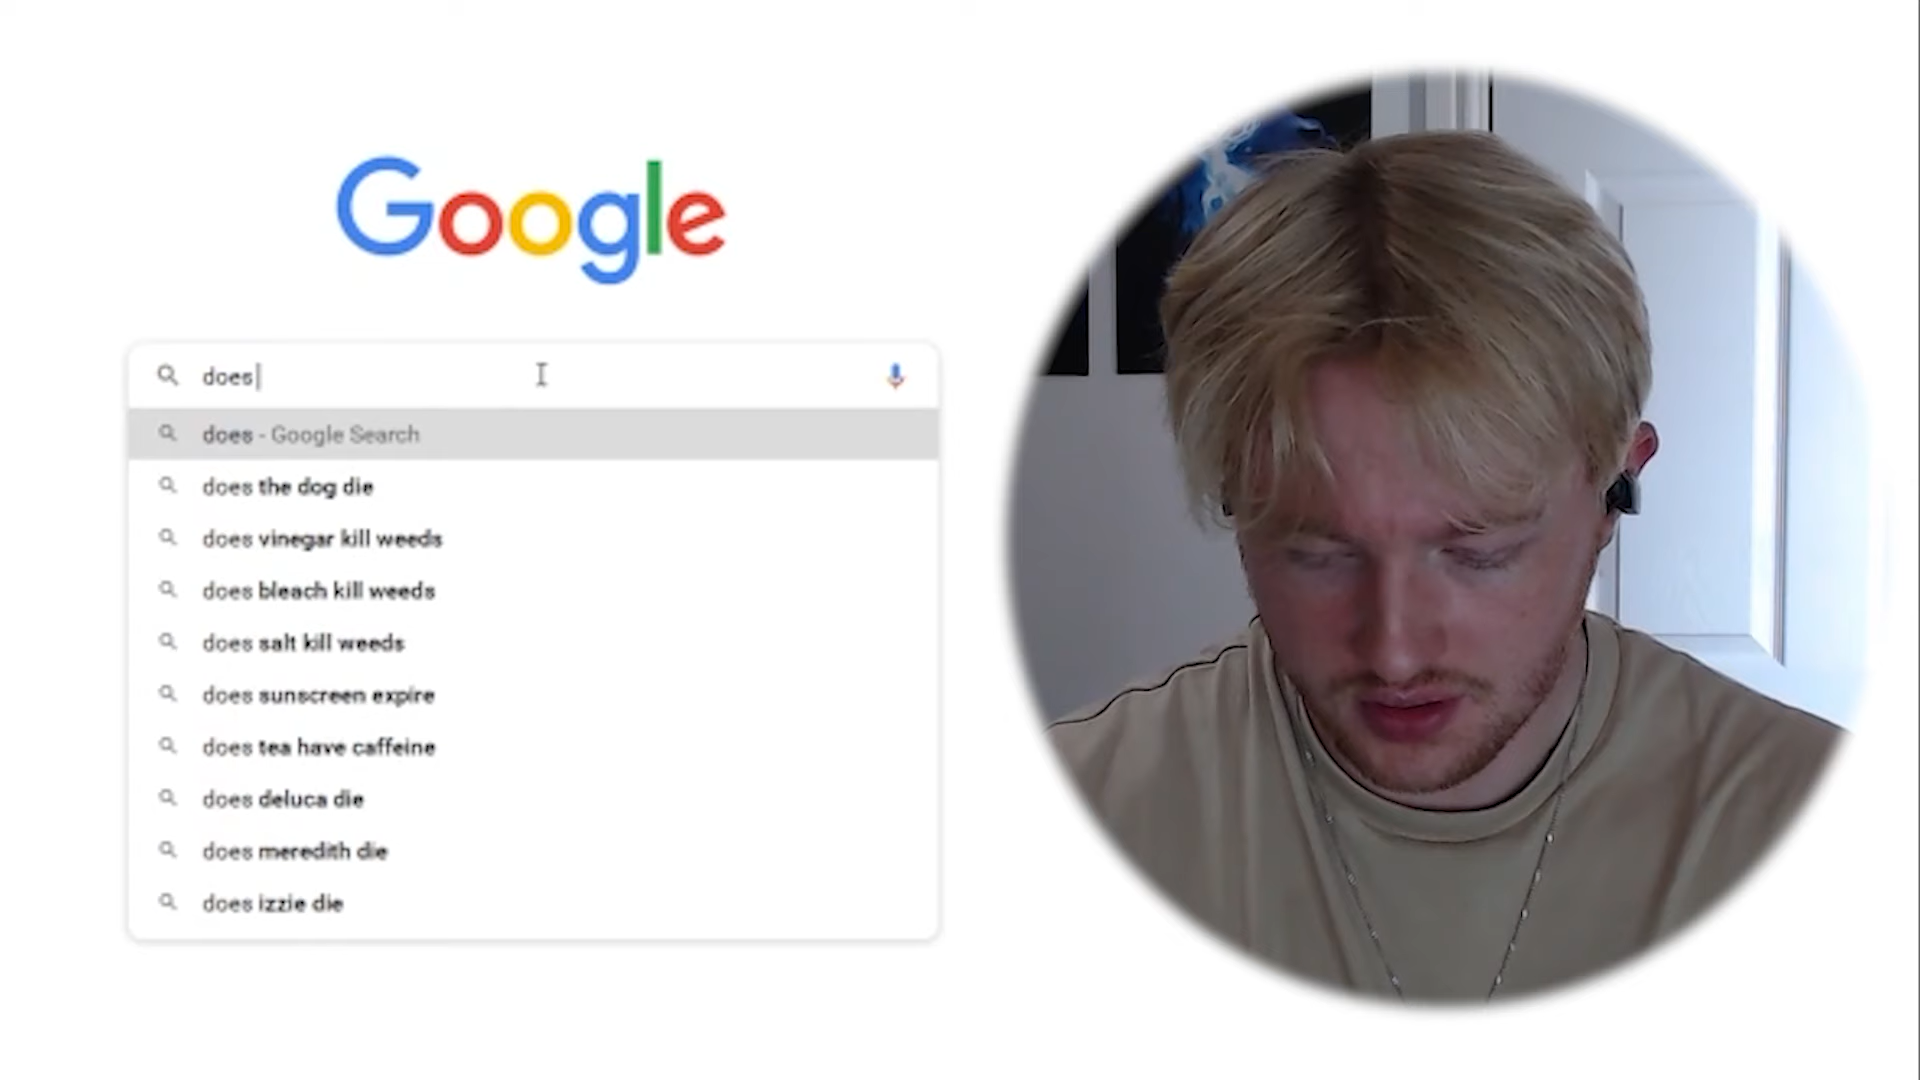 Google
does
does - Google Search
does the dog die
does vinegar kill weeds
does bleach kill weeds
does salt kill weeds
does sunscreen expire
does tea have caffeine
does deluca die
does meredith die
does izzie die